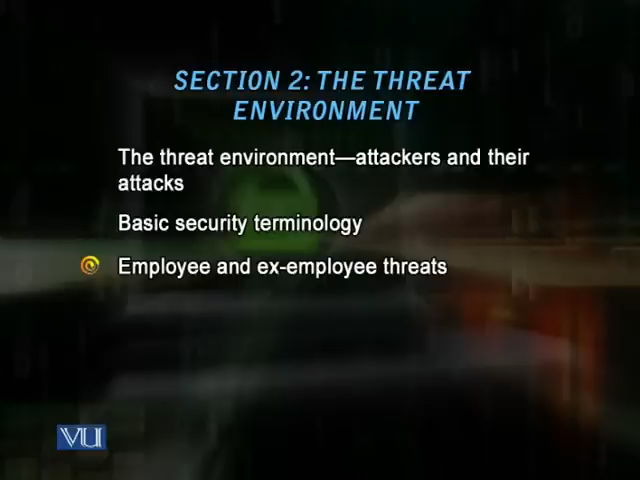 SECTION 2: THE THREAT
ENVIRONMENT
The threat environment—attackers and their
attacks
Basic security terminology
Employee and ex-employee threats
VU